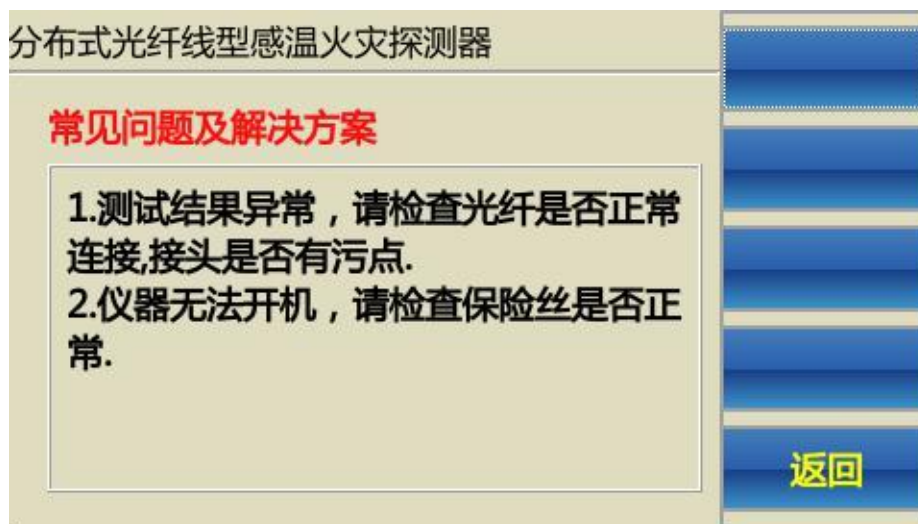 分布式光纤线型感温火灾探测器
常见问题及解决方案
1.测试结果异常，请检查光纤是否正常
连接,接头是否有污点.
2.仪器无法开机，请检查保险丝是否正
常.
返回